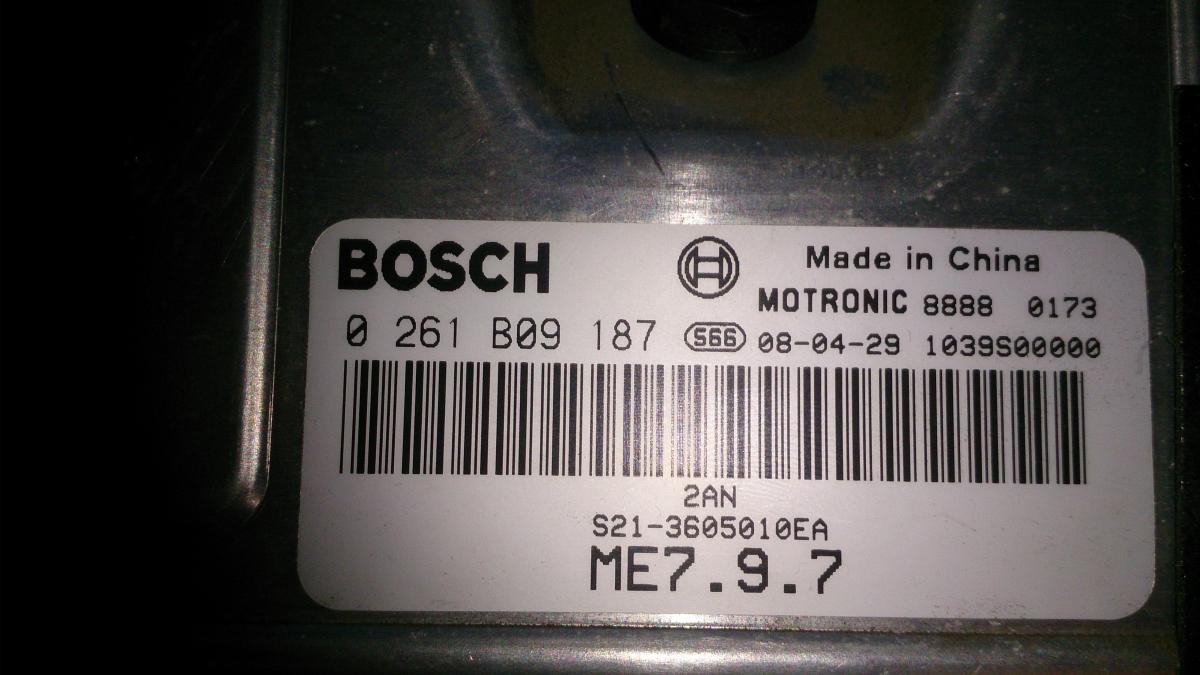 BOSCH
Made in China
MOTRONIC 8888 0173
0 261 B09 187
S66 08-04-29 1039S00000
2AN
S21-3605010EA
ME7.9.7